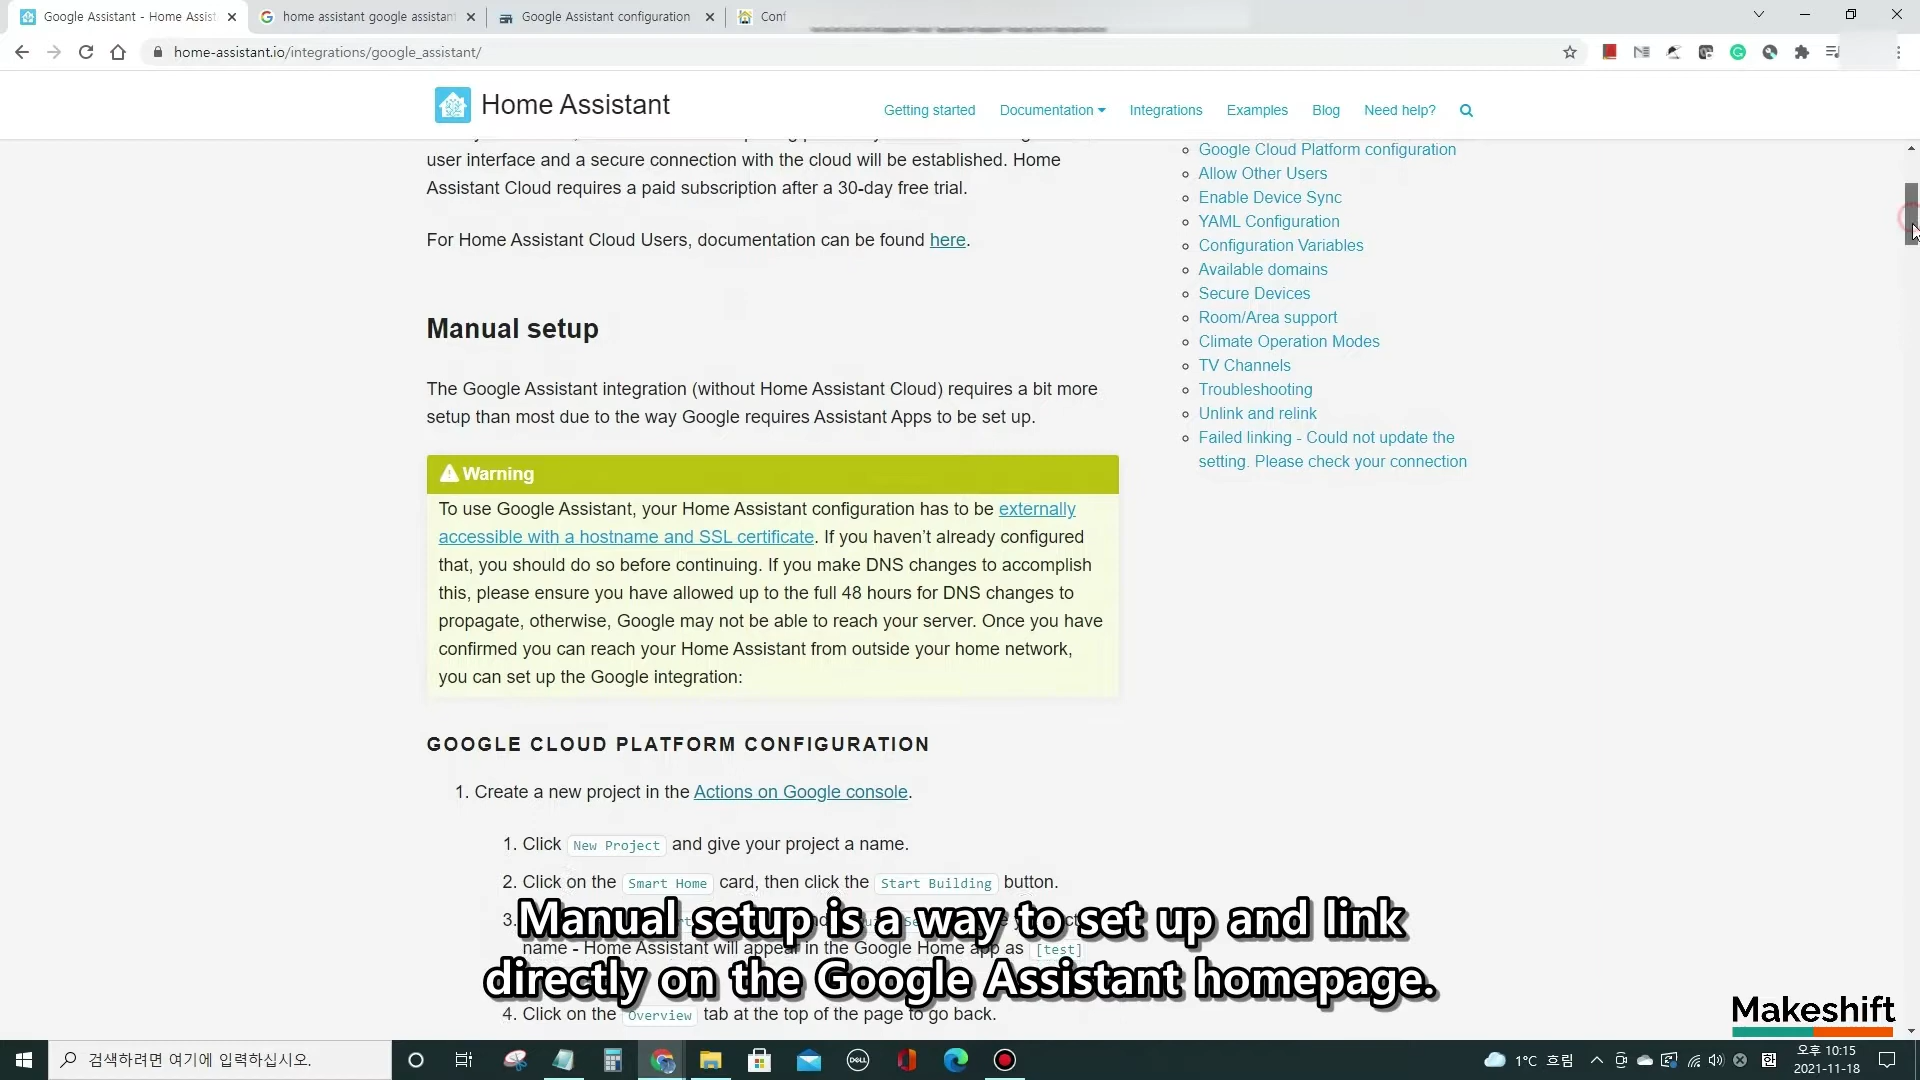 Google Assistant - Home Assist
home assistant google assistant
Google Assistant configuration
Conf
home-assistant.io/integrations/google_assistant/
Home Assistant
Getting started
Documentation
Integrations
Examples
Blog
Need help?
user interface and a secure connection with the cloud will be established. Home
Assistant Cloud requires a paid subscription after a 30-day free trial.
For Home Assistant Cloud Users, documentation can be found here.
Manual setup
The Google Assistant integration (without Home Assistant Cloud) requires a bit more
setup than most due to the way Google requires Assistant Apps to be set up.
Warning
To use Google Assistant, your Home Assistant configuration has to be externally
accessible with a hostname and SSL certificate. If you haven't already configured
that, you should do so before continuing. If you make DNS changes to accomplish
this, please ensure you have allowed up to the full 48 hours for DNS changes to
propagate, otherwise, Google may not be able to reach your server. Once you have
confirmed you can reach your Home Assistant from outside your home network,
you can set up the Google integration:
GOOGLE CLOUD PLATFORM CONFIGURATION
1. Create a new project in the Actions on Google console.
1. Click New Project and give your project a name.
2. Click on the Smart Home card, then click the Start Building button.
3.
name - Home Assistant will appear in the Google Home app as [test]
4. Click on the Overview tab at the top of the page to go back.
Google Cloud Platform configuration
Allow Other Users
Enable Device Sync
YAML Configuration
Configuration Variables
Available domains
Secure Devices
Room/Area support
Climate Operation Modes
TV Channels
Troubleshooting
Unlink and relink
Failed linking - Could not update the
setting. Please check your connection
Manual setup is a way to set up and link
directly on the Google Assistant homepage.
Makeshift
검색하려면 여기에 입력하십시오.
DELL
1°C 흐림
한
오후 10:15
2021-11-18